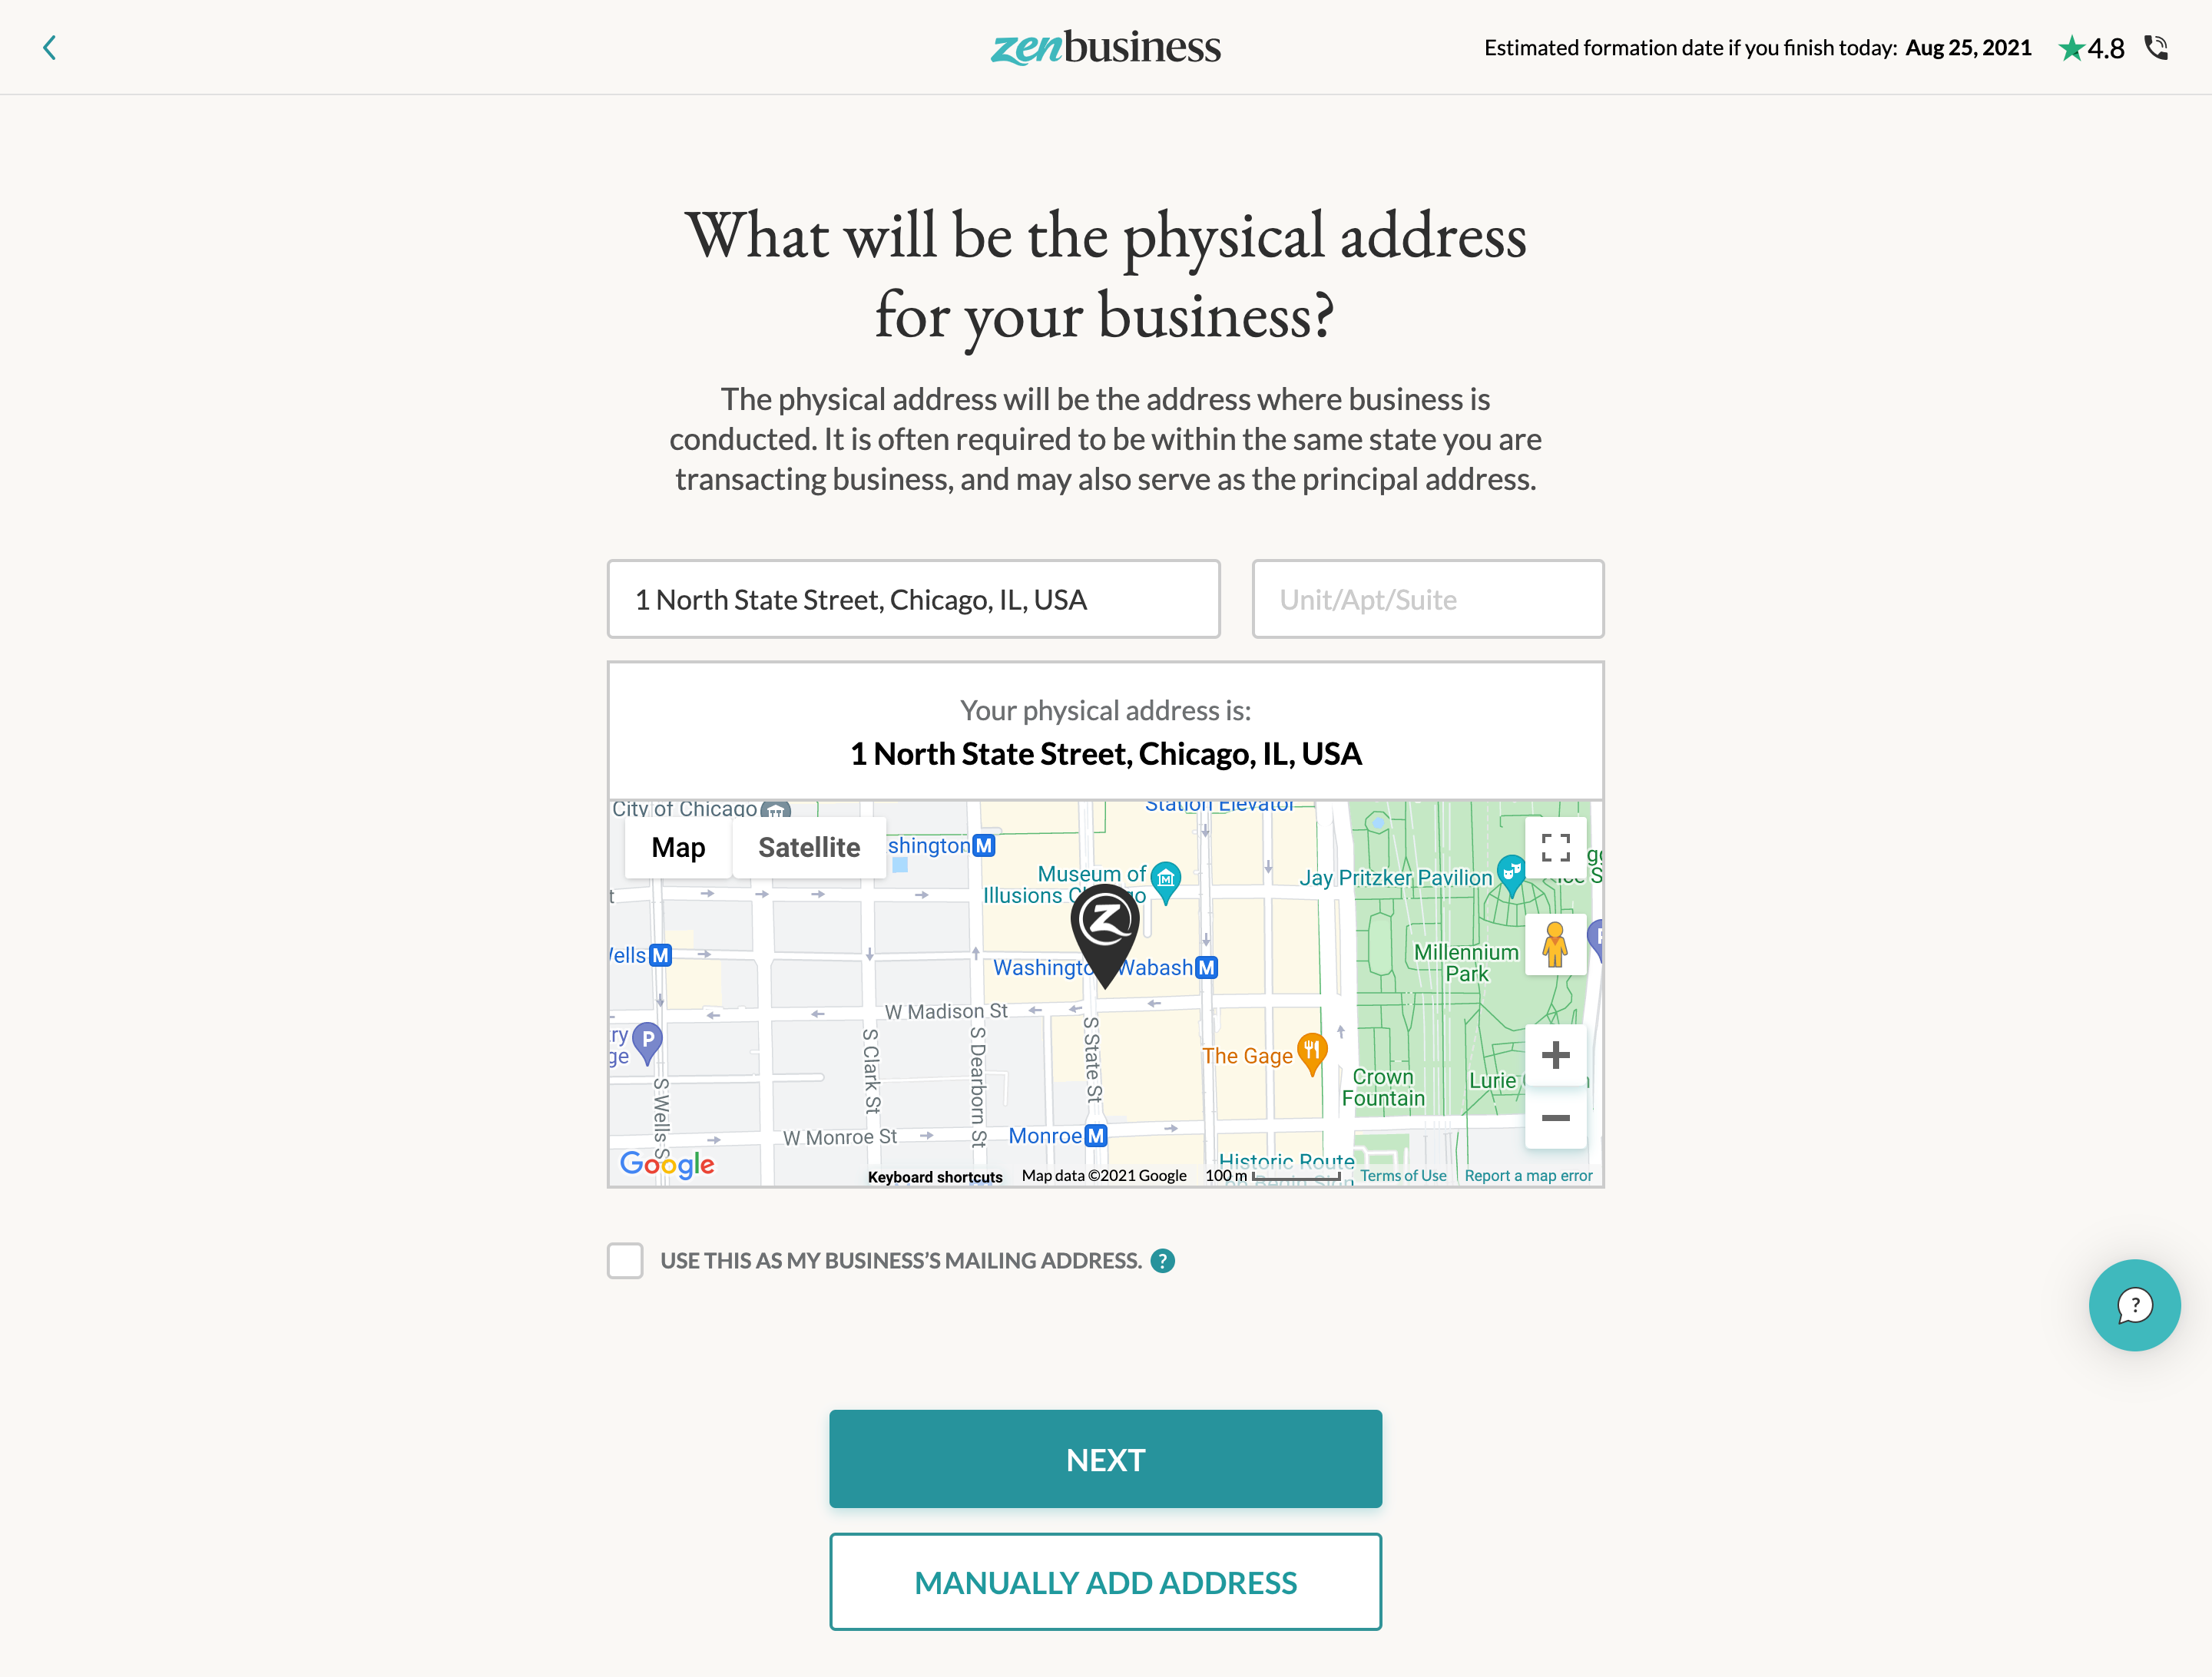 zenbusiness
Estimated formation date if you finish today: Aug 25, 2021
4.8
What will be the physical address
for your business?
The physical address will be the address where business is
conducted. It is often required to be within the same state you are
transacting business, and may also serve as the principal address.
1 North State Street, Chicago, IL, USA
Unit/Apt/Suite
Your physical address is:
1 North State Street, Chicago, IL, USA
City of Chicago
Station Elevator
Map
Satellite
shington M
Museum of
Illusions
Jay Pritzker Pavilion
ells M
Wabash M
Millennium
Park
W Madison St
ry
ge
P
S Clark St
S Dearborn St
S State St
The Gage
Crown
Fountain
Lurie
S Wells S
W Monroe St
Monroe M
Historic Route
Google
Keyboard shortcuts
Map data ©2021 Google
100 m
Terms of Use
Report a map error
USE THIS AS MY BUSINESS’S MAILING ADDRESS. ?
?
NEXT
MANUALLY ADD ADDRESS